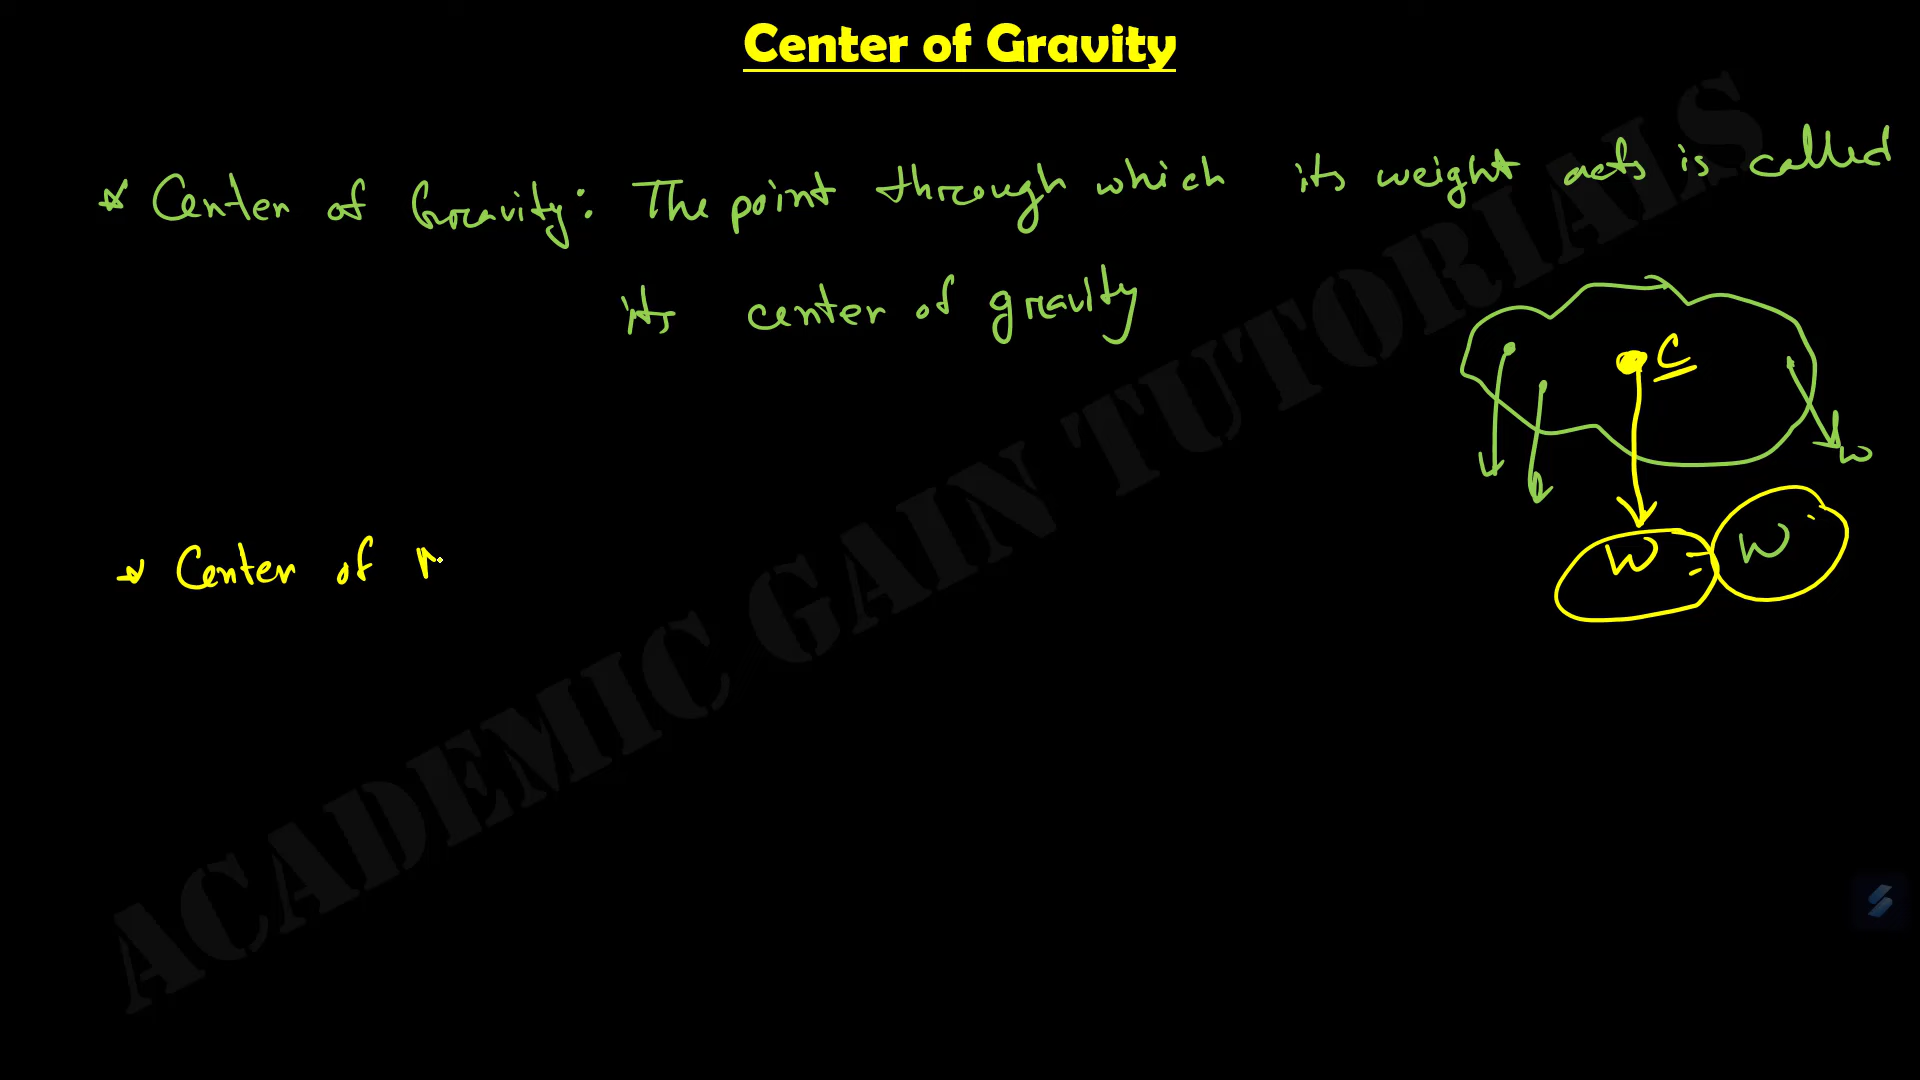 Center of Gravity
* Center of Gravity: The point through which its weight acts is called
its center of gravity
C
W
W = W
* Center of
ACADEMIC GAIN TUTORIALS